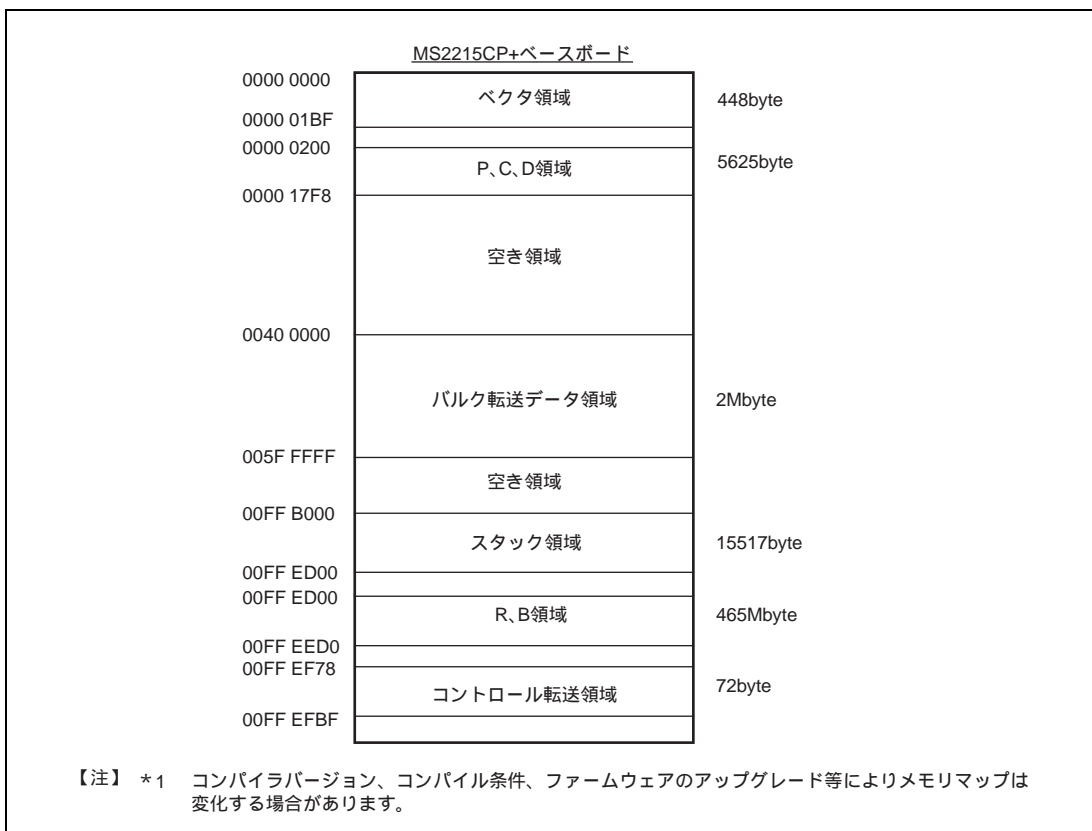 MS2215CP+ベースボード
0000 0000
ベクタ領域
448byte
0000 01BF
0000 0200
P、C、D領域
5625byte
0000 17F8
空き領域
0040 0000
バルク転送データ領域
2Mbyte
005F FFFF
空き領域
00FF B000
スタック領域
15517byte
00FF ED00
00FF ED00
R、B領域
465Mbyte
00FF EED0
00FF EF78
コントロール転送領域
72byte
00FF EFBF
【注】 *1 コンパイラバージョン、コンパイル条件、ファームウェアのアップグレード等によりメモリマップは
変化する場合があります。